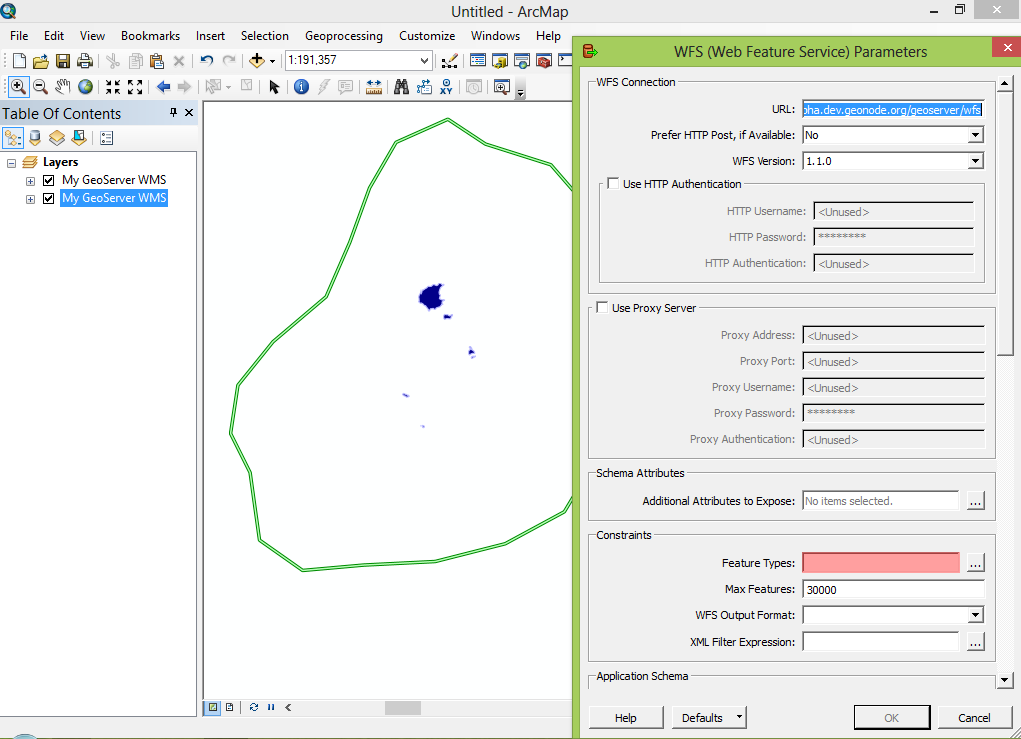 Untitled - ArcMap
File Edit View Bookmarks Insert Selection Geoprocessing Customize Windows Help
1:191,357
XY
Table Of Contents
Layers
My GeoServer WMS
My GeoServer WMS
WFS (Web Feature Service) Parameters
WFS Connection
URL: pha.dev.geonode.org/geoserver/wfs
Prefer HTTP Post, if Available: No
WFS Version: 1.1.0
Use HTTP Authentication
HTTP Username: <Unused>
HTTP Password: ********
HTTP Authentication: <Unused>
Use Proxy Server
Proxy Address: <Unused>
Proxy Port: <Unused>
Proxy Username: <Unused>
Proxy Password: ********
Proxy Authentication: <Unused>
Schema Attributes
Additional Attributes to Expose: No items selected. ...
Constraints
Feature Types: ...
Max Features: 30000
WFS Output Format:
XML Filter Expression: ...
Application Schema
Help Defaults OK Cancel